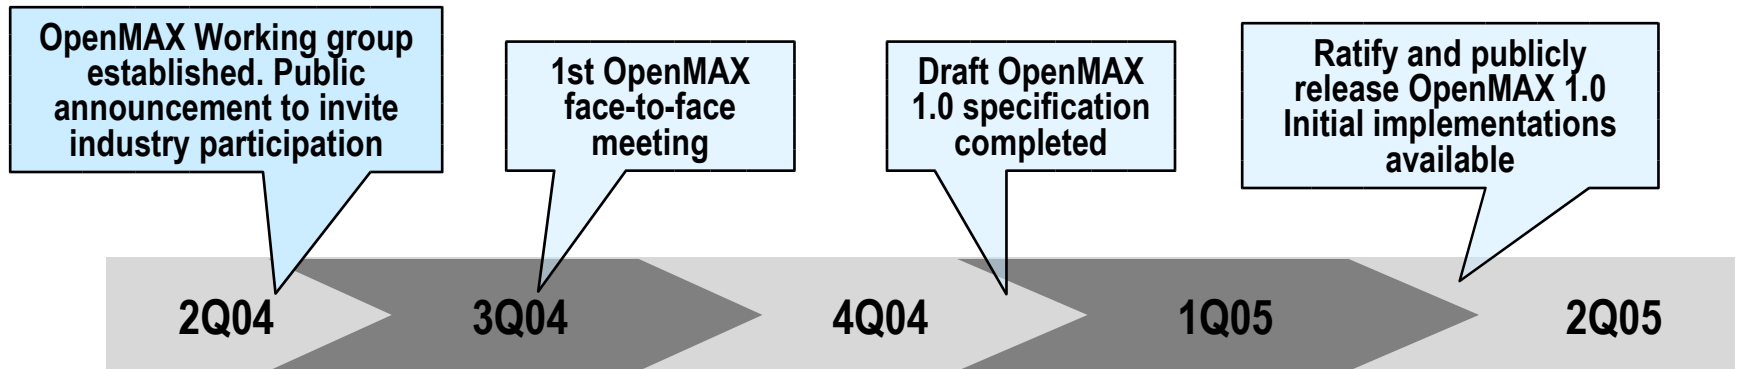 OpenMAX Working group
established. Public
announcement to invite
industry participation
1st OpenMAX
face-to-face
meeting
Draft OpenMAX
1.0 specification
completed
Ratify and publicly
release OpenMAX 1.0
Initial implementations
available
2Q04
3Q04
4Q04
1Q05
2Q05